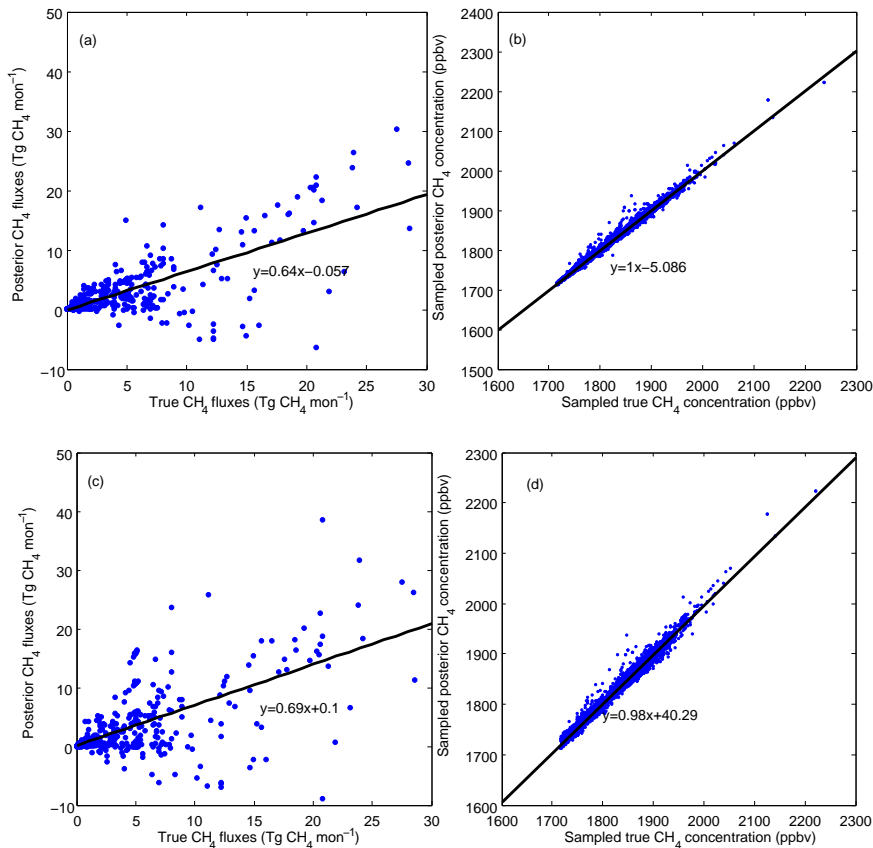 50
40
30
20
10
0
−10
0 5 10 15 20 25 30
(a)
y=0.64x−0.057
Posterior CH4 fluxes (Tg CH4 mon−1)
True CH4 fluxes (Tg CH4 mon−1)
2400
2300
2200
2100
2000
1900
1800
1700
1600
1500
1600 1700 1800 1900 2000 2100 2200 2300
(b)
y=1x−5.086
Sampled posterior CH4 concentration (ppbv)
Sampled true CH4 concentration (ppbv)
50
40
30
20
10
0
−10
0 5 10 15 20 25 30
(c)
y=0.69x+0.1
Posterior CH4 fluxes (Tg CH4 mon−1)
True CH4 fluxes (Tg CH4 mon−1)
2300
2200
2100
2000
1900
1800
1700
1600
1600 1700 1800 1900 2000 2100 2200 2300
(d)
y=0.98x+40.29
Sampled posterior CH4 concentration (ppbv)
Sampled true CH4 concentration (ppbv)